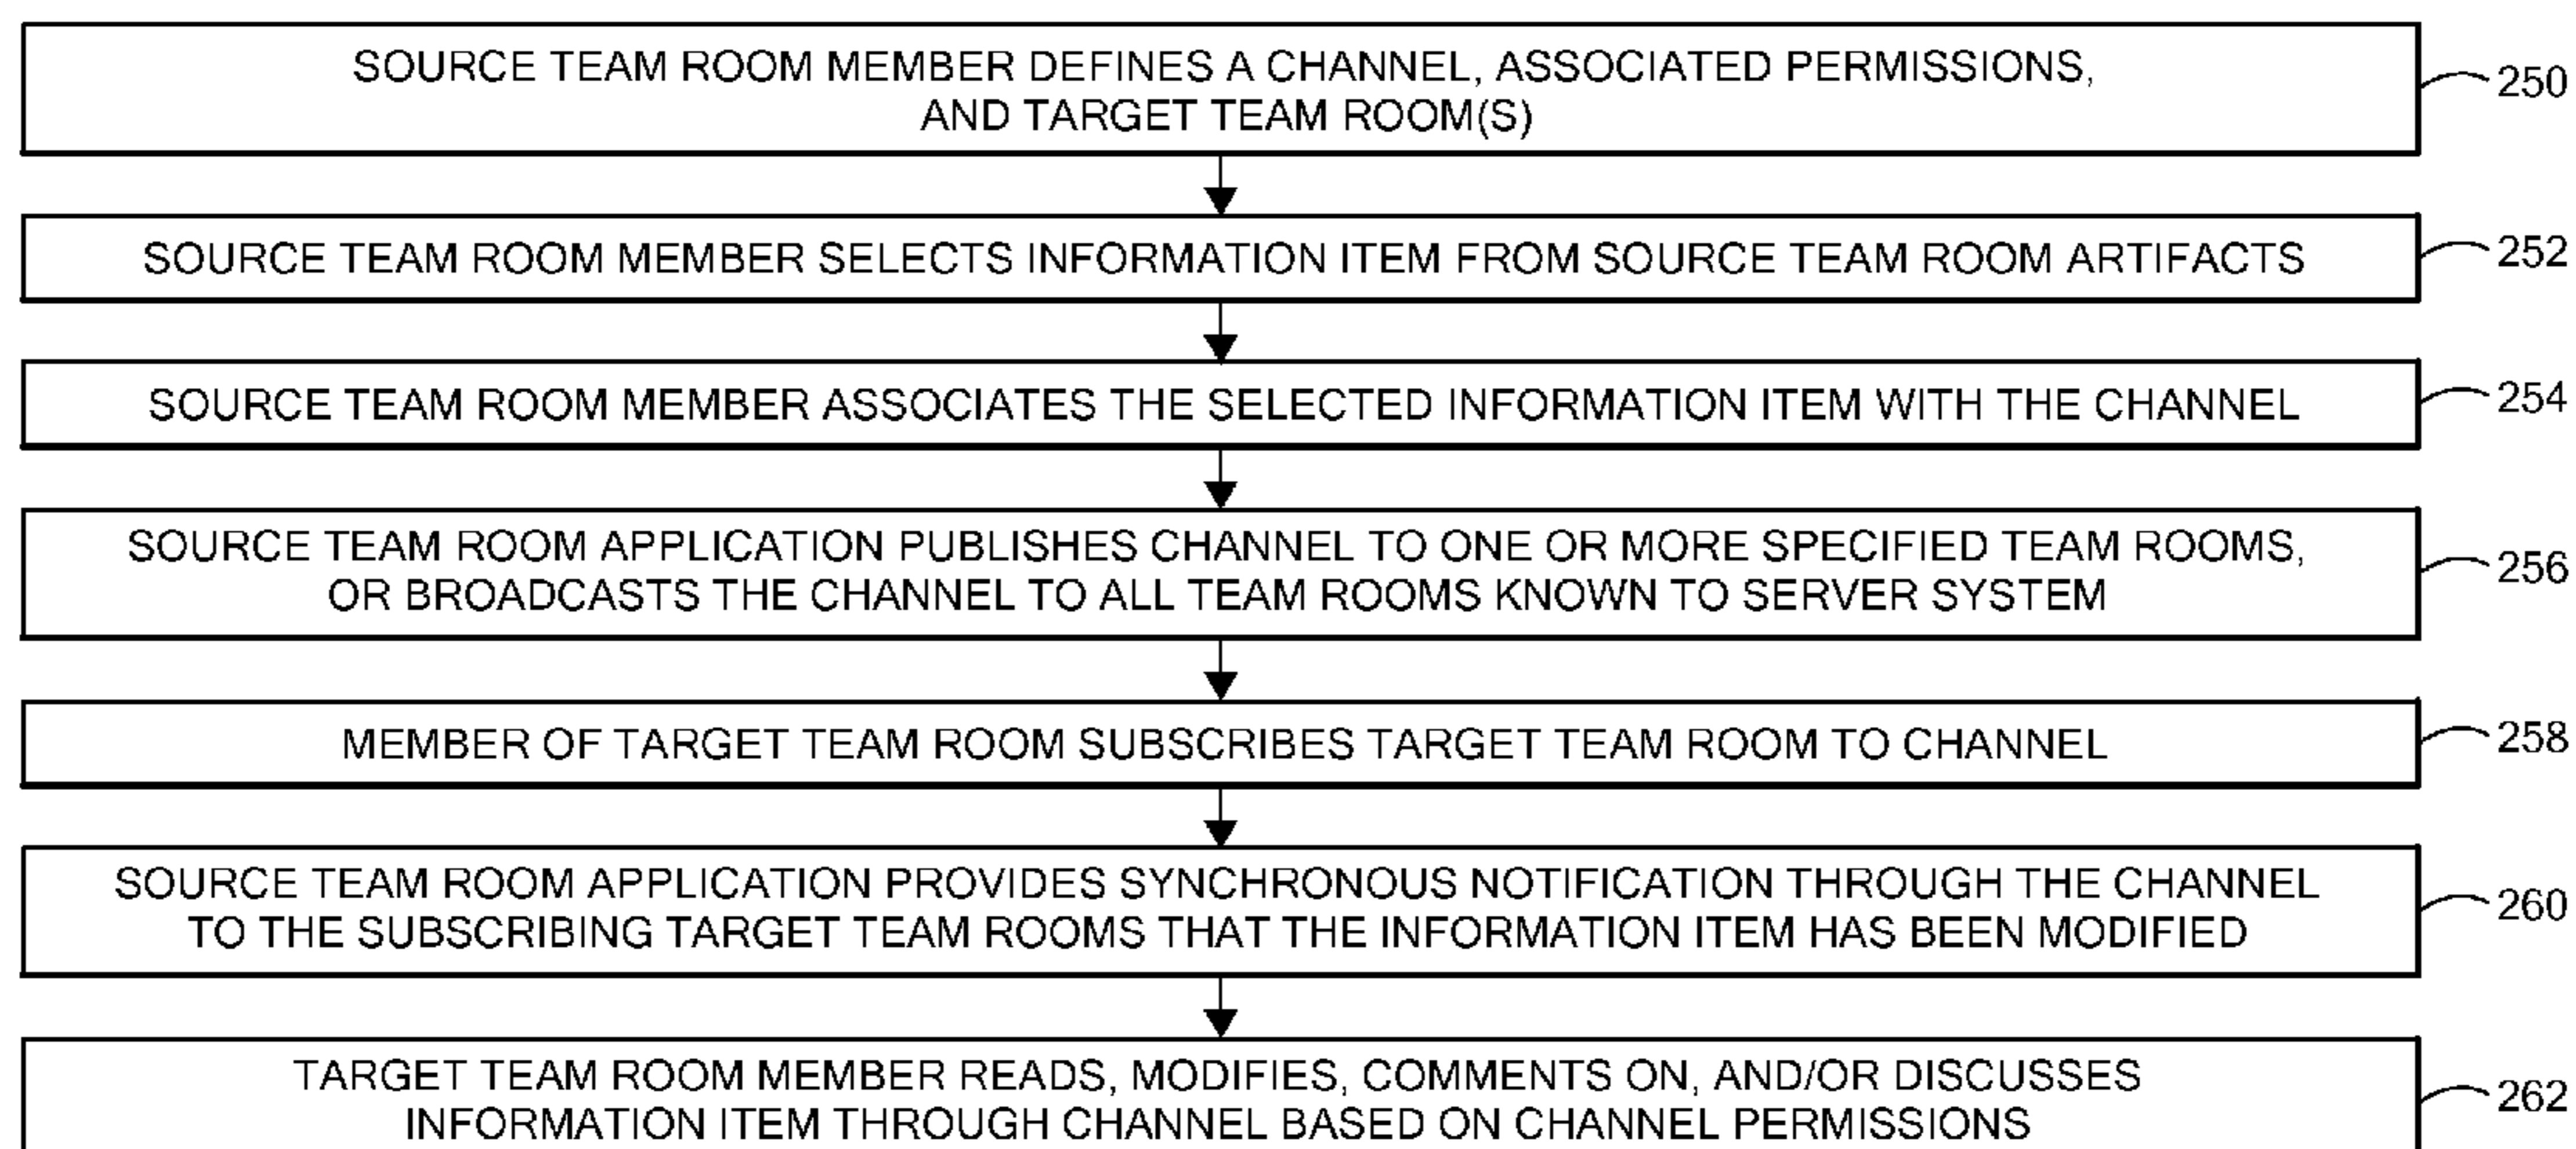 SOURCE TEAM ROOM MEMBER DEFINES A CHANNEL, ASSOCIATED PERMISSIONS,
AND TARGET TEAM ROOM(S)
250
SOURCE TEAM ROOM MEMBER SELECTS INFORMATION ITEM FROM SOURCE TEAM ROOM ARTIFACTS
252
SOURCE TEAM ROOM MEMBER ASSOCIATES THE SELECTED INFORMATION ITEM WITH THE CHANNEL
254
SOURCE TEAM ROOM APPLICATION PUBLISHES CHANNEL TO ONE OR MORE SPECIFIED TEAM ROOMS,
OR BROADCASTS THE CHANNEL TO ALL TEAM ROOMS KNOWN TO SERVER SYSTEM
256
MEMBER OF TARGET TEAM ROOM SUBSCRIBES TARGET TEAM ROOM TO CHANNEL
258
SOURCE TEAM ROOM APPLICATION PROVIDES SYNCHRONOUS NOTIFICATION THROUGH THE CHANNEL
TO THE SUBSCRIBING TARGET TEAM ROOMS THAT THE INFORMATION ITEM HAS BEEN MODIFIED
260
TARGET TEAM ROOM MEMBER READS, MODIFIES, COMMENTS ON, AND/OR DISCUSSES
INFORMATION ITEM THROUGH CHANNEL BASED ON CHANNEL PERMISSIONS
262